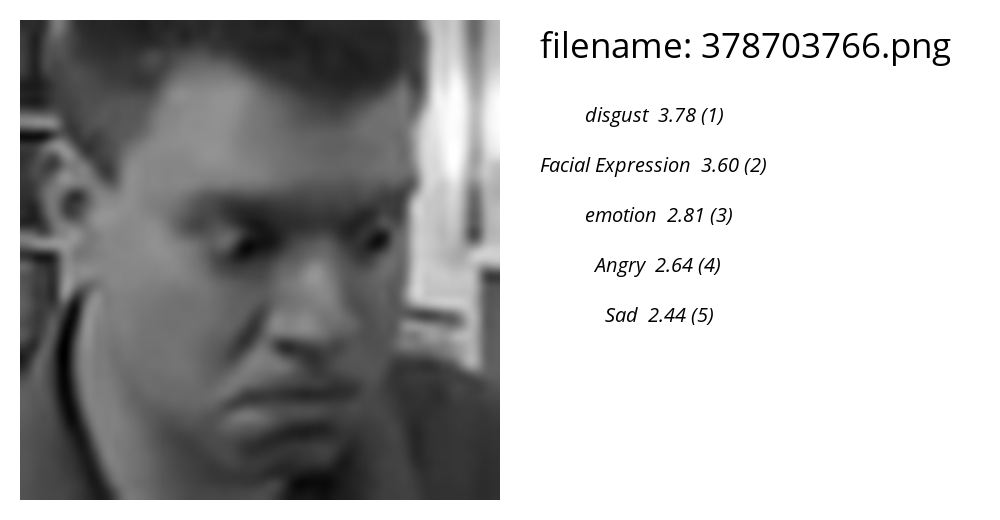 filename: 378703766.png
disgust 3.78 (1)
Facial Expression 3.60 (2)
emotion 2.81 (3)
Angry 2.64 (4)
Sad 2.44 (5)